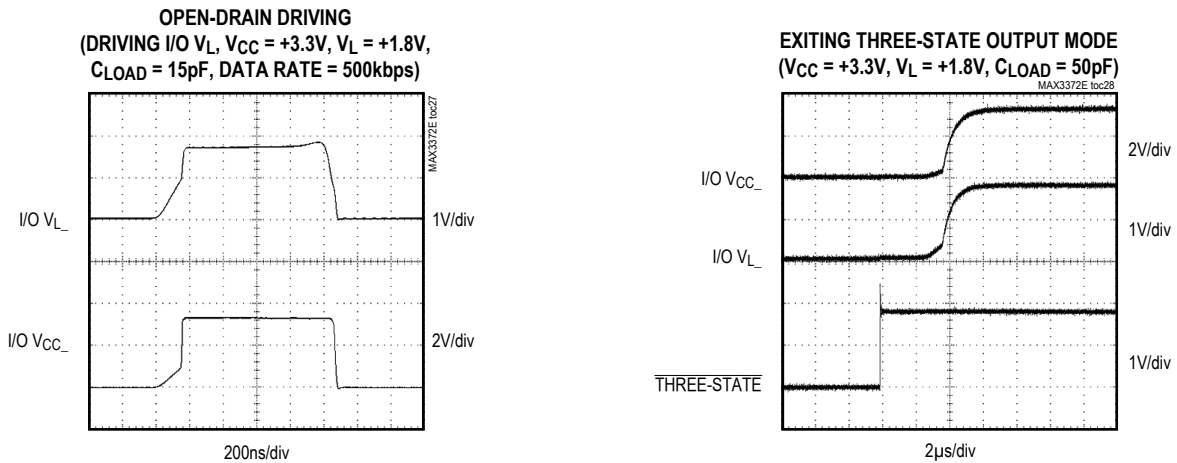 OPEN-DRAIN DRIVING
(DRIVING I/O VL, VCC = +3.3V, VL = +1.8V,
CLOAD = 15pF, DATA RATE = 500kbps)
MAX3372E toc27
I/O VL_
1V/div
I/O VCC_
2V/div
200ns/div
EXITING THREE-STATE OUTPUT MODE
(VCC = +3.3V, VL = +1.8V, CLOAD = 50pF)
MAX3372E toc28
I/O VCC_
2V/div
I/O VL_
1V/div
THREE-STATE
1V/div
2µs/div